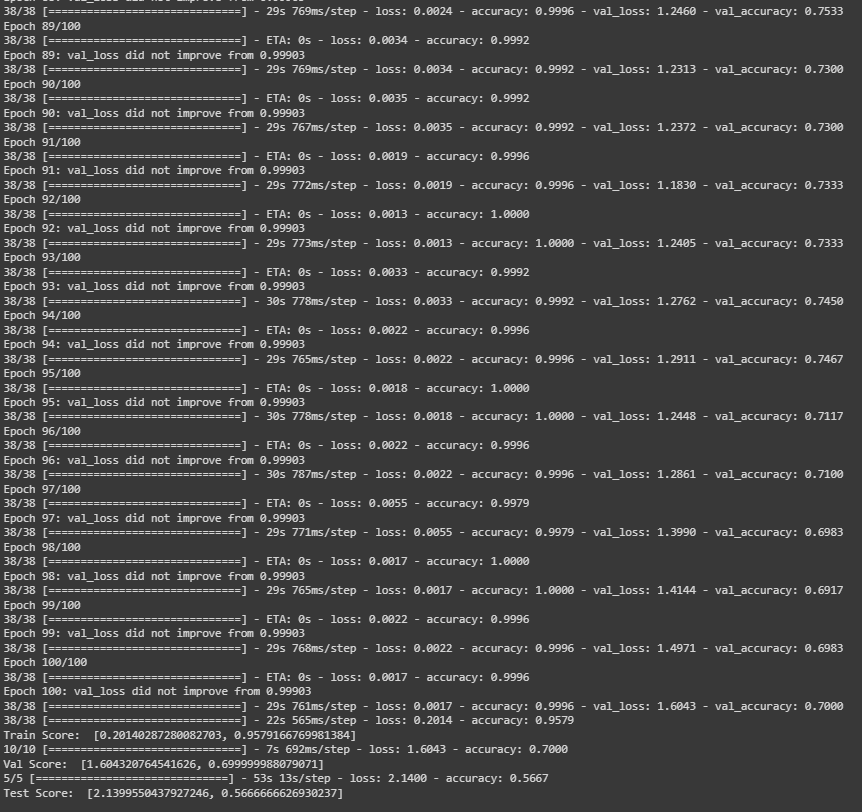 38/38 [==============================] - 29s 769ms/step - loss: 0.0024 - accuracy: 0.9996 - val_loss: 1.2460 - val_accuracy: 0.7533
Epoch 89/100
38/38 [==============================] - ETA: 0s - loss: 0.0034 - accuracy: 0.9992
Epoch 89: val_loss did not improve from 0.99903
38/38 [==============================] - 29s 769ms/step - loss: 0.0034 - accuracy: 0.9992 - val_loss: 1.2313 - val_accuracy: 0.7300
Epoch 90/100
38/38 [==============================] - ETA: 0s - loss: 0.0035 - accuracy: 0.9992
Epoch 90: val_loss did not improve from 0.99903
38/38 [==============================] - 29s 767ms/step - loss: 0.0035 - accuracy: 0.9992 - val_loss: 1.2372 - val_accuracy: 0.7300
Epoch 91/100
38/38 [==============================] - ETA: 0s - loss: 0.0019 - accuracy: 0.9996
Epoch 91: val_loss did not improve from 0.99903
38/38 [==============================] - 29s 772ms/step - loss: 0.0019 - accuracy: 0.9996 - val_loss: 1.1830 - val_accuracy: 0.7333
Epoch 92/100
38/38 [==============================] - ETA: 0s - loss: 0.0013 - accuracy: 1.0000
Epoch 92: val_loss did not improve from 0.99903
38/38 [==============================] - 29s 773ms/step - loss: 0.0013 - accuracy: 1.0000 - val_loss: 1.2405 - val_accuracy: 0.7333
Epoch 93/100
38/38 [==============================] - ETA: 0s - loss: 0.0033 - accuracy: 0.9992
Epoch 93: val_loss did not improve from 0.99903
38/38 [==============================] - 30s 778ms/step - loss: 0.0033 - accuracy: 0.9992 - val_loss: 1.2762 - val_accuracy: 0.7450
Epoch 94/100
38/38 [==============================] - ETA: 0s - loss: 0.0022 - accuracy: 0.9996
Epoch 94: val_loss did not improve from 0.99903
38/38 [==============================] - 29s 765ms/step - loss: 0.0022 - accuracy: 0.9996 - val_loss: 1.2911 - val_accuracy: 0.7467
Epoch 95/100
38/38 [==============================] - ETA: 0s - loss: 0.0018 - accuracy: 1.0000
Epoch 95: val_loss did not improve from 0.99903
38/38 [==============================] - 30s 778ms/step - loss: 0.0018 - accuracy: 1.0000 - val_loss: 1.2448 - val_accuracy: 0.7117
Epoch 96/100
38/38 [==============================] - ETA: 0s - loss: 0.0022 - accuracy: 0.9996
Epoch 96: val_loss did not improve from 0.99903
38/38 [==============================] - 30s 787ms/step - loss: 0.0022 - accuracy: 0.9996 - val_loss: 1.2861 - val_accuracy: 0.7100
Epoch 97/100
38/38 [==============================] - ETA: 0s - loss: 0.0055 - accuracy: 0.9979
Epoch 97: val_loss did not improve from 0.99903
38/38 [==============================] - 29s 771ms/step - loss: 0.0055 - accuracy: 0.9979 - val_loss: 1.3990 - val_accuracy: 0.6983
Epoch 98/100
38/38 [==============================] - ETA: 0s - loss: 0.0017 - accuracy: 1.0000
Epoch 98: val_loss did not improve from 0.99903
38/38 [==============================] - 29s 765ms/step - loss: 0.0017 - accuracy: 1.0000 - val_loss: 1.4144 - val_accuracy: 0.6917
Epoch 99/100
38/38 [==============================] - ETA: 0s - loss: 0.0022 - accuracy: 0.9996
Epoch 99: val_loss did not improve from 0.99903
38/38 [==============================] - 29s 768ms/step - loss: 0.0022 - accuracy: 0.9996 - val_loss: 1.4971 - val_accuracy: 0.6983
Epoch 100/100
38/38 [==============================] - ETA: 0s - loss: 0.0017 - accuracy: 0.9996
Epoch 100: val_loss did not improve from 0.99903
38/38 [==============================] - 29s 761ms/step - loss: 0.0017 - accuracy: 0.9996 - val_loss: 1.6043 - val_accuracy: 0.7000
38/38 [==============================] - 22s 565ms/step - loss: 0.2014 - accuracy: 0.9579
Train Score:  [0.20140287280082703, 0.9579166769981384]
10/10 [==============================] - 7s 692ms/step - loss: 1.6043 - accuracy: 0.7000
Val Score:  [1.604320764541626, 0.699999988079071]
5/5 [==============================] - 53s 13s/step - loss: 2.1400 - accuracy: 0.5667
Test Score:  [2.1399550437927246, 0.5666666626930237]